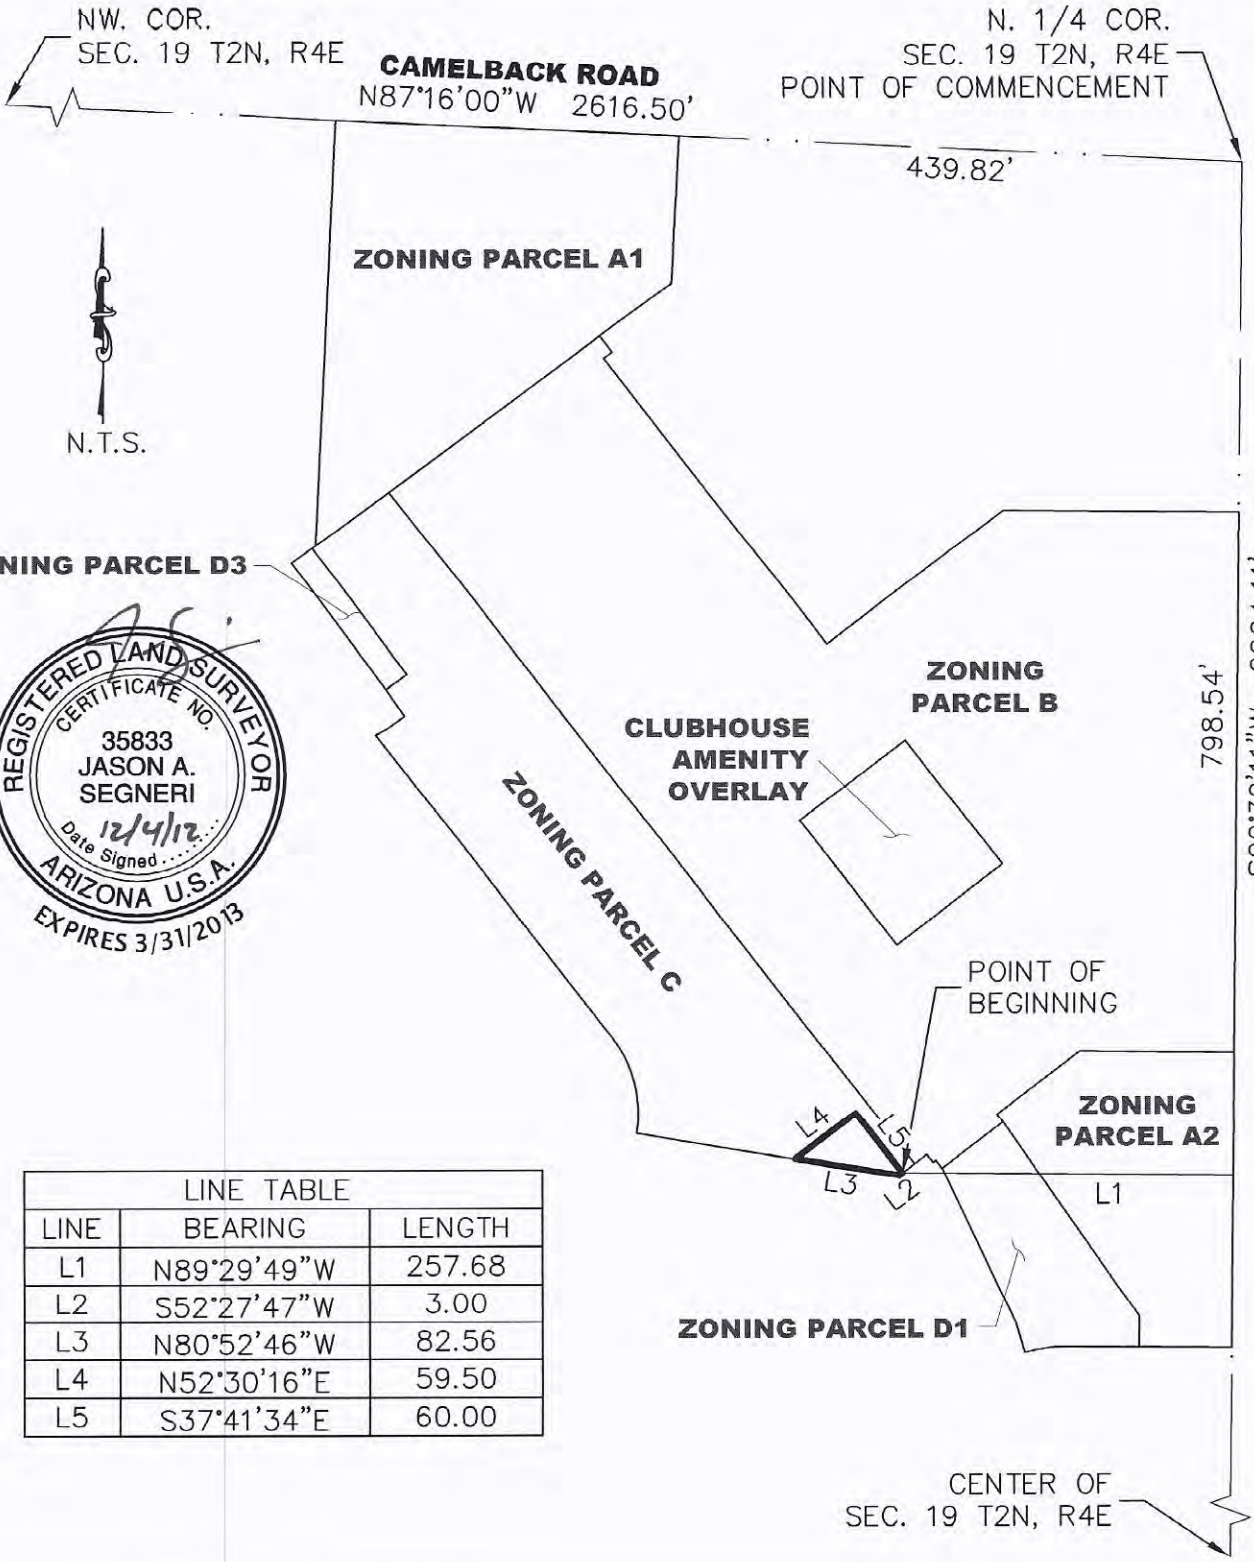 NW. COR.
SEC. 19 T2N, R4E
CAMELBACK ROAD
N87°16'00"W 2616.50'
N. 1/4 COR.
SEC. 19 T2N, R4E
POINT OF COMMENCEMENT
439.82'
ZONING PARCEL A1
N.T.S.
NING PARCEL D3
REGISTERED LAND SURVEYOR
CERTIFICATE NO.
35833
JASON A.
SEGNERI
12/4/12
Date Signed ........
ARIZONA U.S.A.
EXPIRES 3/31/2013
ZONING
PARCEL B
798.54'
CLUBHOUSE
AMENITY
OVERLAY
ZONING PARCEL C
POINT OF
BEGINNING
ZONING
PARCEL A2
L4
L5
L3
L2
L1
ZONING PARCEL D1
LINE TABLE
LINE BEARING LENGTH
L1 N89°29'49"W 257.68
L2 S52°27'47"W 3.00
L3 N80°52'46"W 82.56
L4 N52°30'16"E 59.50
L5 S37°41'34"E 60.00
CENTER OF
SEC. 19 T2N, R4E